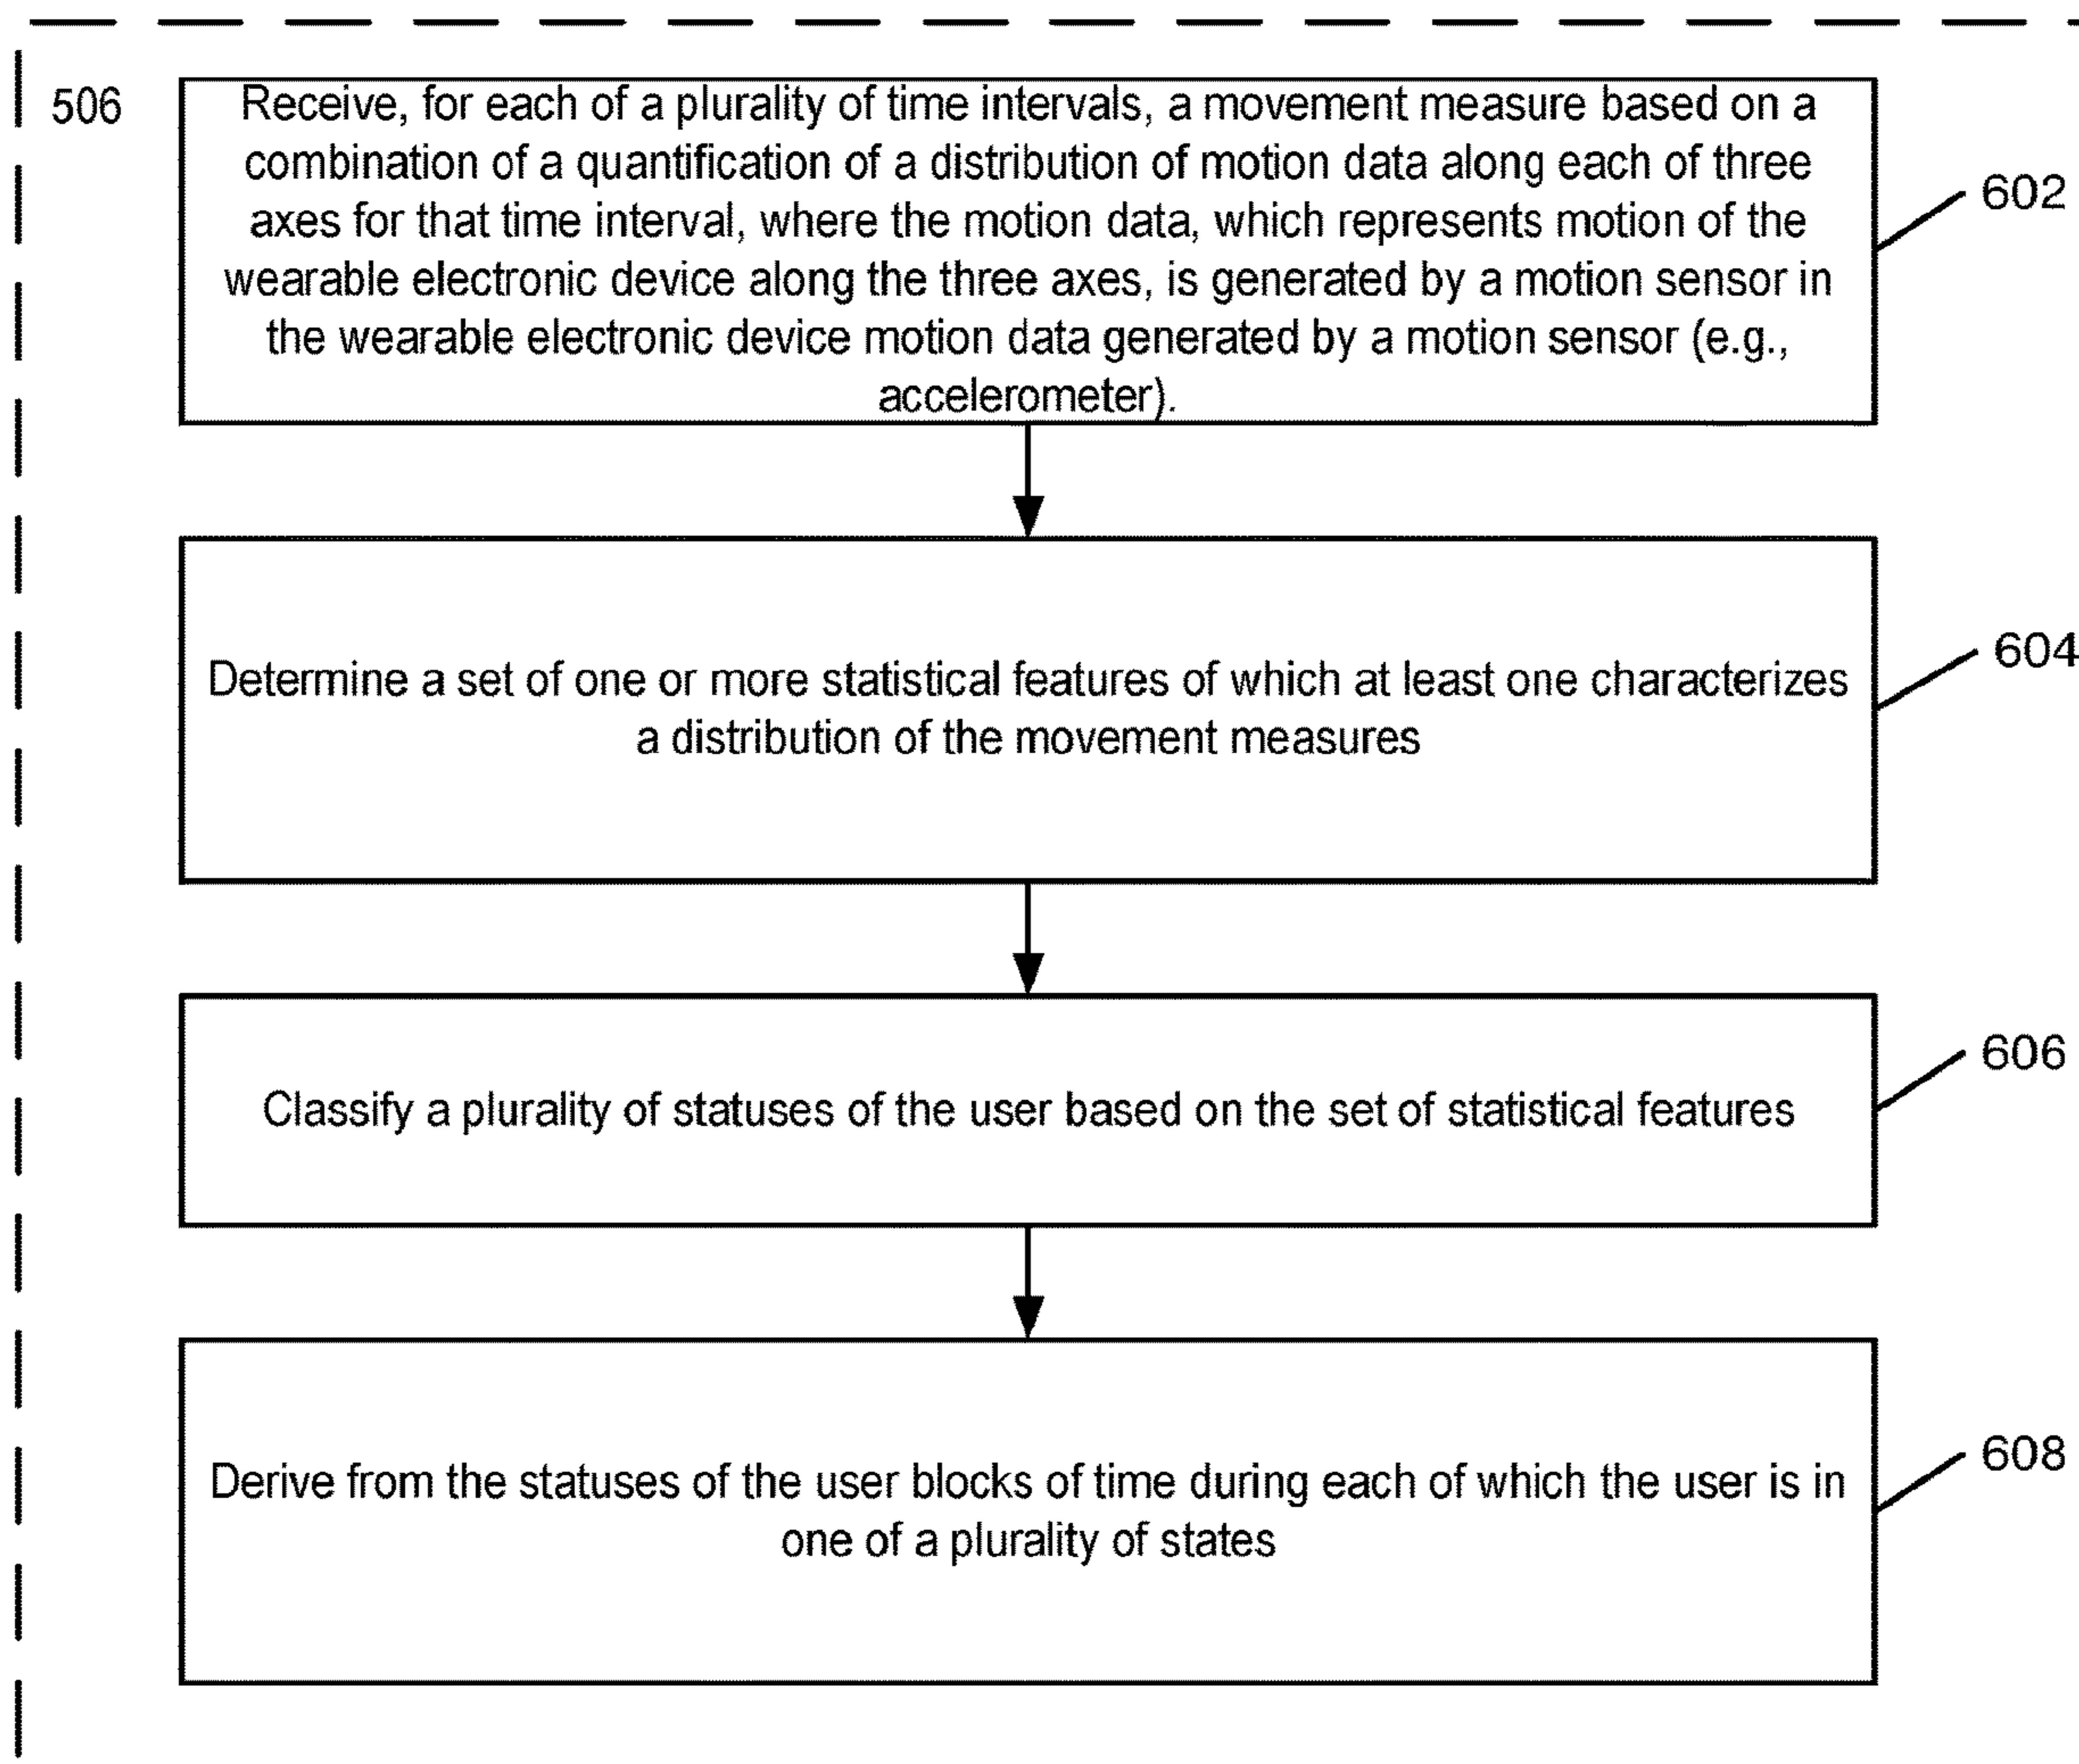 506
Receive, for each of a plurality of time intervals, a movement measure based on a
combination of a quantification of a distribution of motion data along each of three
axes for that time interval, where the motion data, which represents motion of the
wearable electronic device along the three axes, is generated by a motion sensor in
the wearable electronic device motion data generated by a motion sensor (e.g.,
accelerometer).
602
Determine a set of one or more statistical features of which at least one characterizes
a distribution of the movement measures
604
Classify a plurality of statuses of the user based on the set of statistical features
606
Derive from the statuses of the user blocks of time during each of which the user is in
one of a plurality of states
608